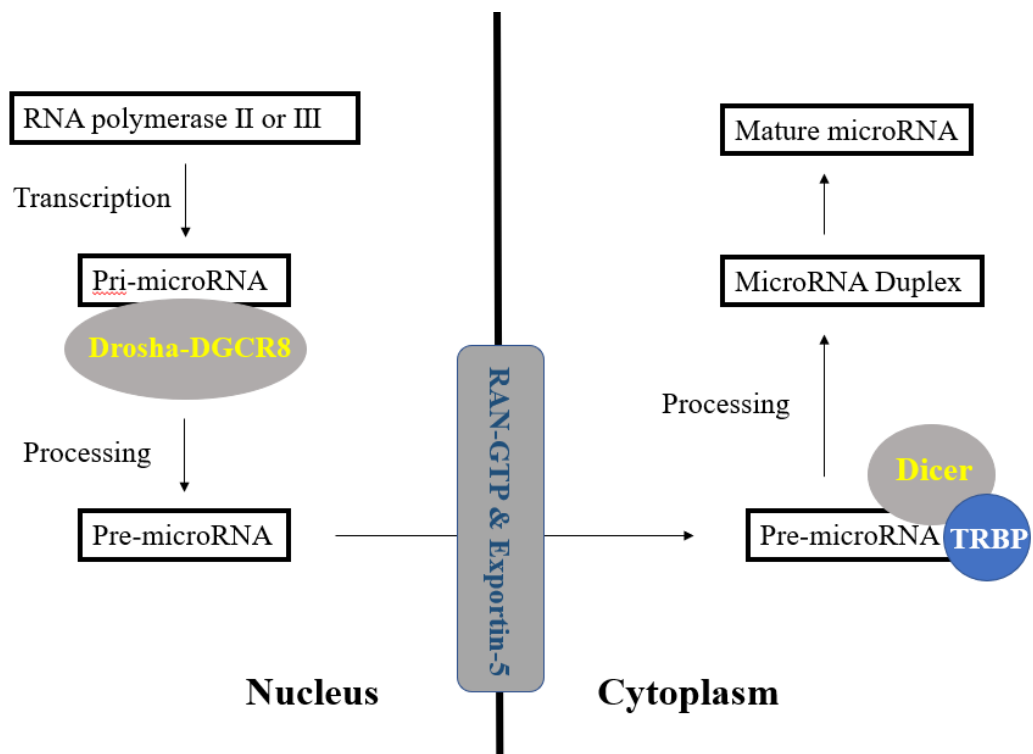 RNA polymerase II or III
Transcription
Pri-microRNA
Drosha-DGCR8
Processing
Pre-microRNA
Nucleus
RAN-GTP & Exportin-5
Mature microRNA
MicroRNA Duplex
Processing
Dicer
Pre-microRNA
TRBP
Cytoplasm